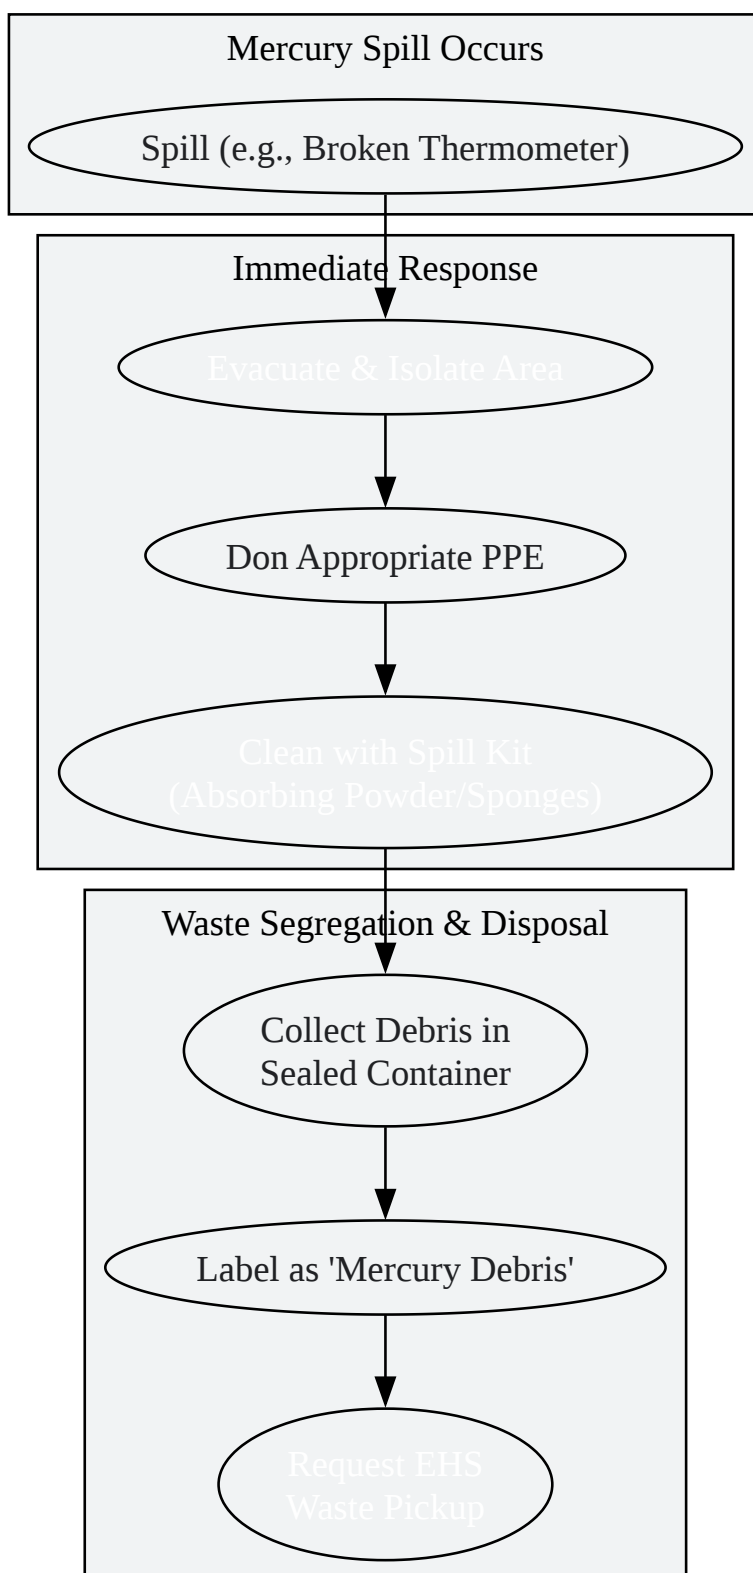 Mercury Spill Occurs
Spill (e.g., Broken Thermometer)
Immediate Response
Evacuate & Isolate Area
Don Appropriate PPE
Clean with Spill Kit
(Absorbing Powder/Sponges)
Waste Segregation & Disposal
Collect Debris in
Sealed Container
Label as 'Mercury Debris'
Request EHS
Waste Pickup